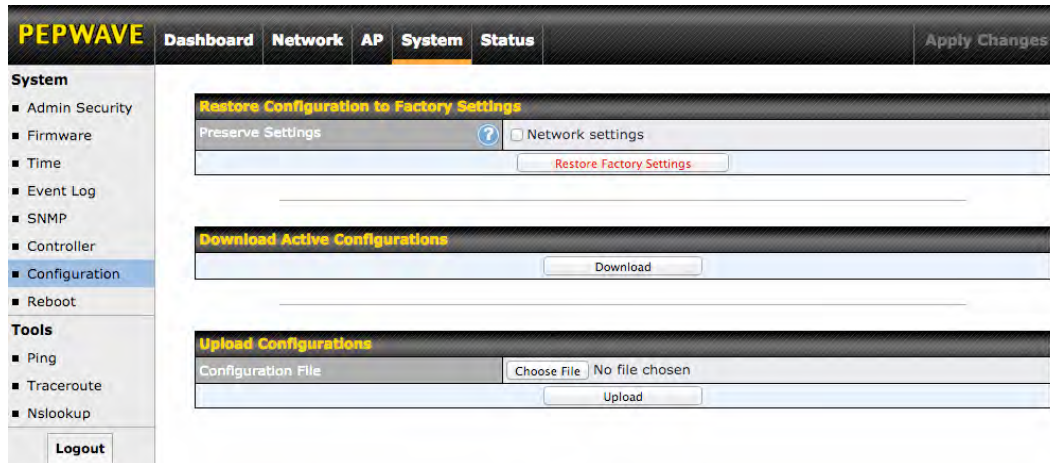 PEPWAVE
Dashboard Network AP System Status Apply Changes
System
Admin Security
Firmware
Time
Event Log
SNMP
Controller
Configuration
Reboot
Tools
Ping
Traceroute
Nslookup
Logout
Restore Configuration to Factory Settings
Preserve Settings ? Network settings
Restore Factory Settings
Download Active Configurations
Download
Upload Configurations
Configuration File Choose File No file chosen
Upload